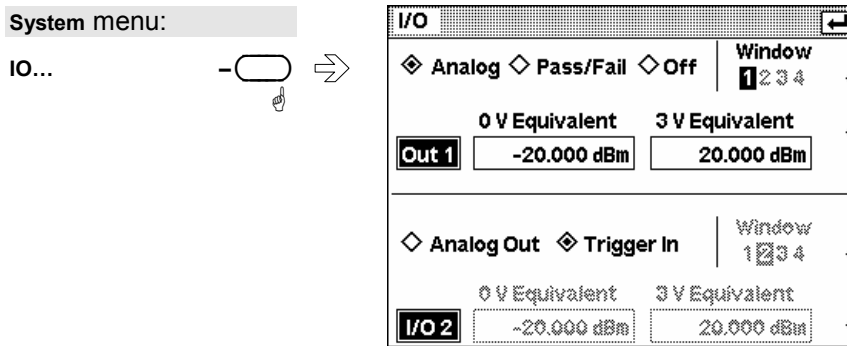 System menu:
IO…
I/O
Analog Pass/Fail Off
Window
1 2 3 4
0 V Equivalent 3 V Equivalent
Out 1 -20.000 dBm 20.000 dBm
Analog Out Trigger In
Window
1 2 3 4
0 V Equivalent 3 V Equivalent
I/O 2 -20.000 dBm 20.000 dBm